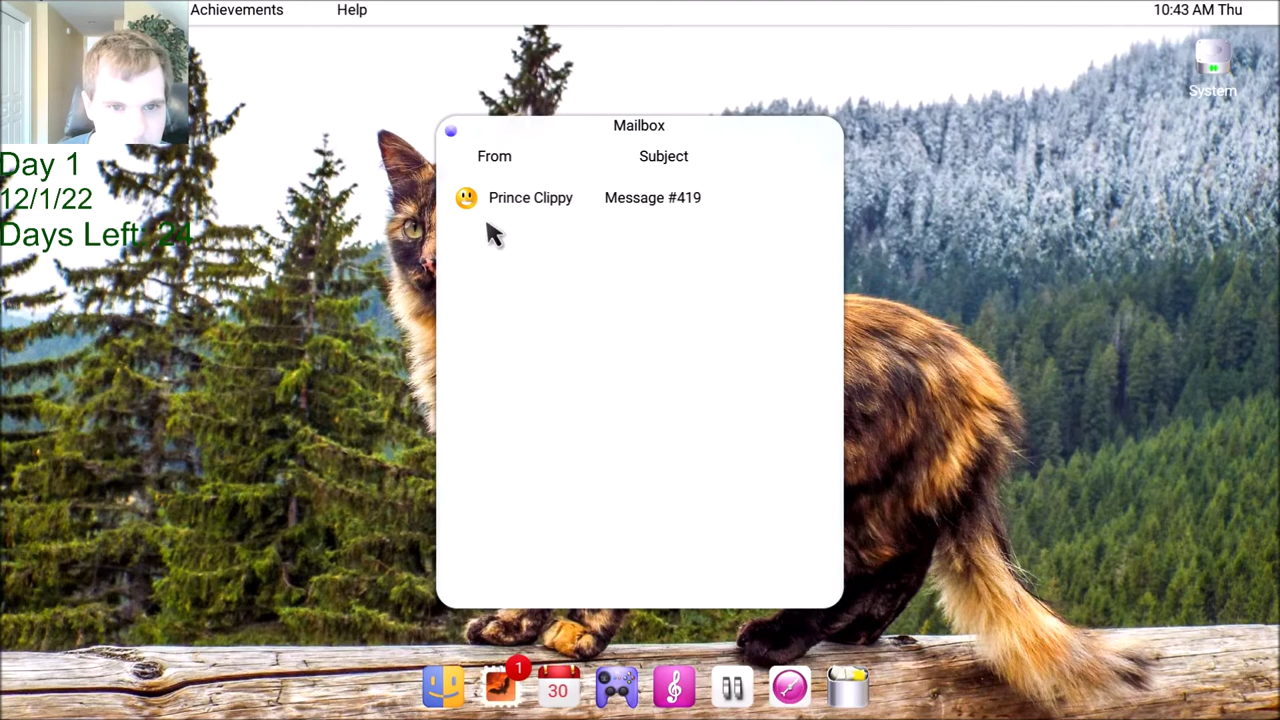 Achievements Help 10:43 AM Thu
System
Day 1
12/1/22
Days Left: 24
Mailbox
From Subject
Prince Clippy Message #419
1
30